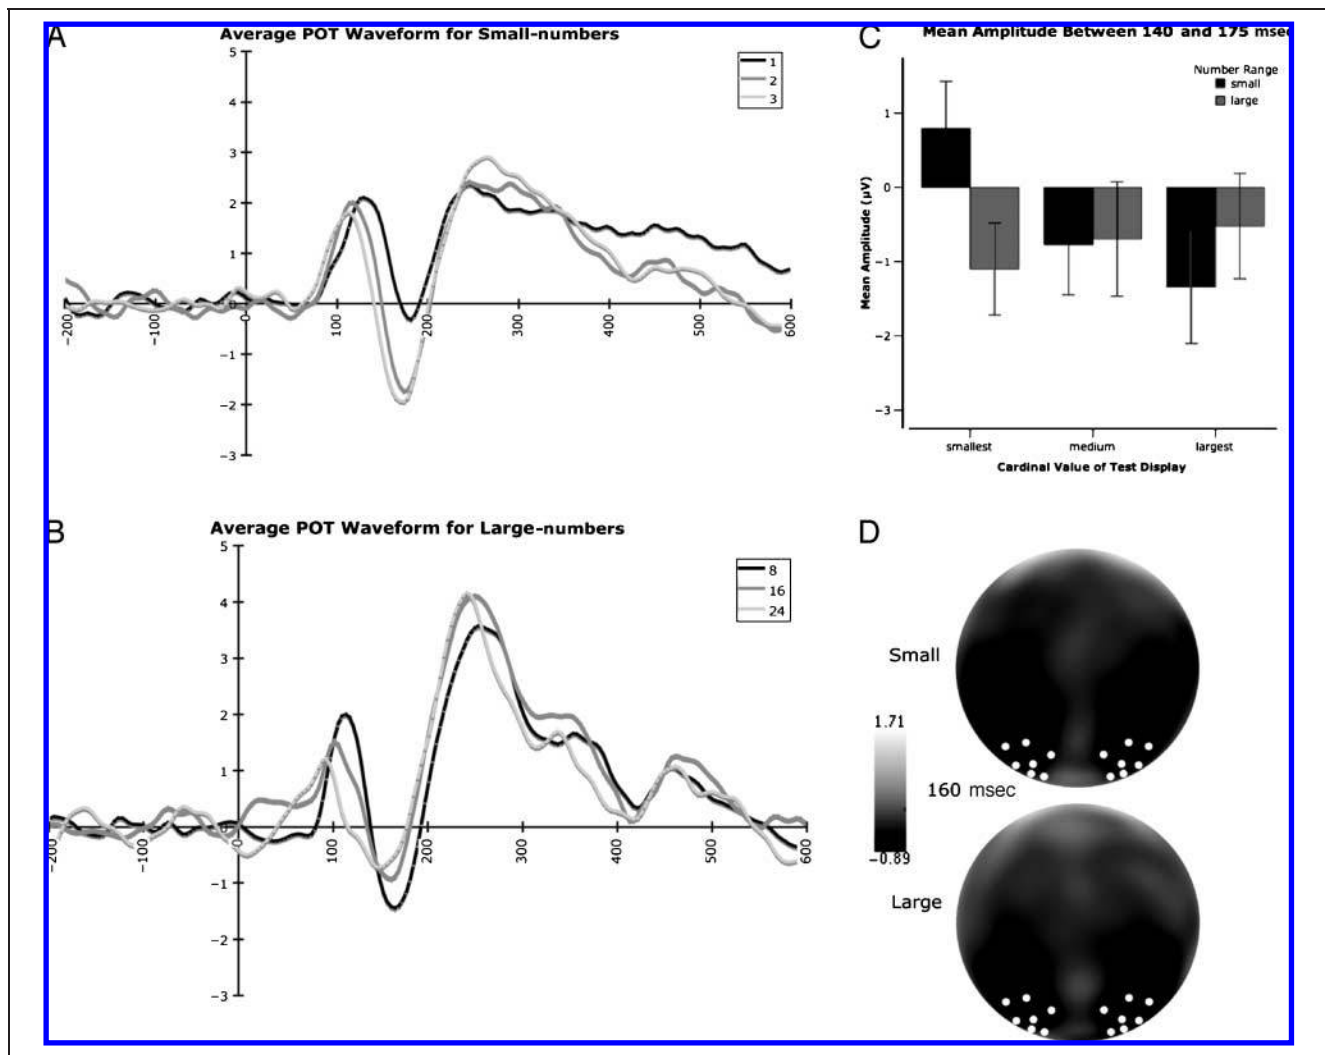 A
Average POT Waveform for Small-numbers
5
4
3
2
1
0
−1
−2
−3
-200
-100
0
100
200
300
400
500
600
1
2
3
C
Mean Amplitude Between 140 and 175 msec
Number Range
small
large
Mean Amplitude (μV)
1
0
−1
−2
−3
smallest
medium
largest
Cardinal Value of Test Display
B
Average POT Waveform for Large-numbers
5
4
3
2
1
0
−1
−2
−3
-200
-100
0
100
200
300
400
500
600
8
16
24
D
Small
1.71
160 msec
−0.89
Large